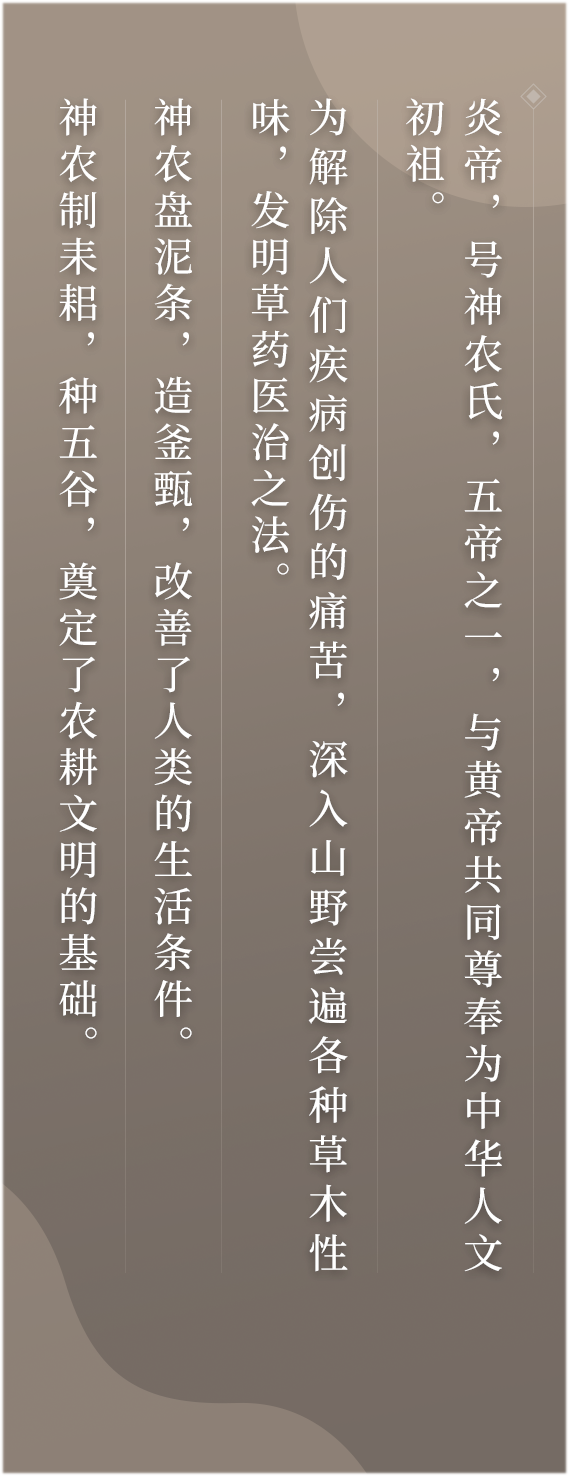 炎帝，号神农氏，五帝之一，与黄帝共同尊奉为中华人文
初祖。
为解除人们疾病创伤的痛苦，深入山野尝遍各种草木性
味，发明草药医治之法。
神农盘泥条，造釜甄，改善了人类的生活条件。
神农制耒耜，种五谷，奠定了农耕文明的基础。